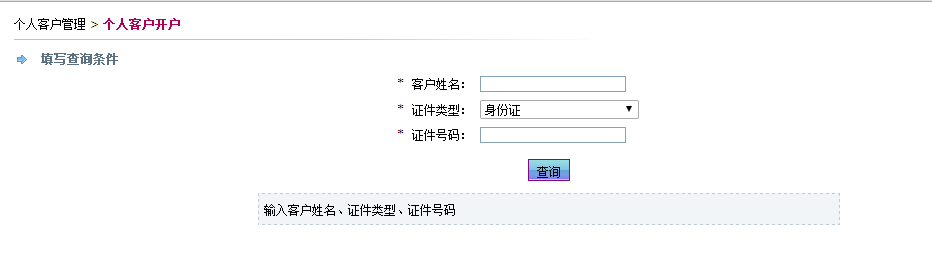 个人客户管理 > 个人客户开户
填写查询条件
* 客户姓名：
* 证件类型： 身份证
* 证件号码：
查询
输入客户姓名、证件类型、证件号码